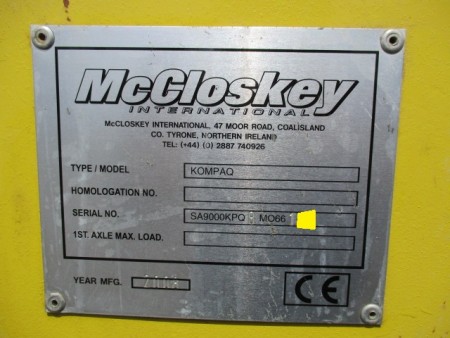 McCloskey
INTERNATIONAL
McCLOSKEY INTERNATIONAL, 47 MOOR ROAD, COALISLAND
CO. TYRONE, NORTHERN IRELAND
TEL: (+44) (0) 2887 740926
TYPE / MODEL KOMPAQ
HOMOLOGATION NO.
SERIAL NO. SA9000KPQ MO66
1ST. AXLE MAX. LOAD.
YEAR MFG.
CE